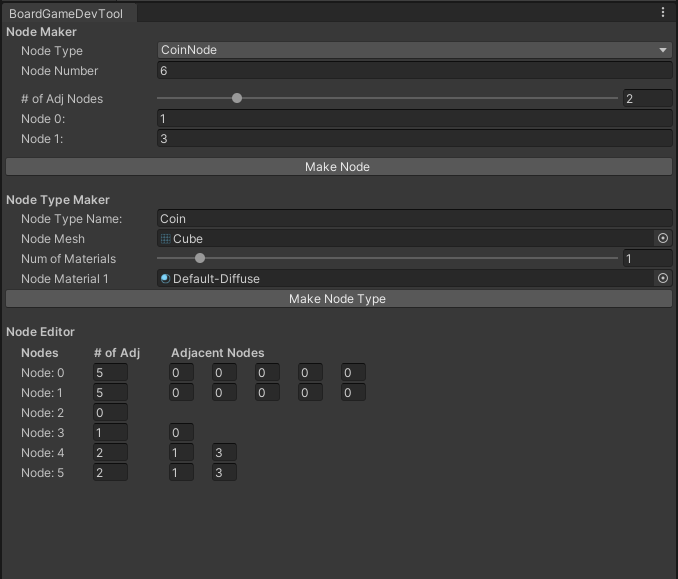 BoardGameDevTool
Node Maker
Node Type CoinNode
Node Number 6
# of Adj Nodes 2
Node 0: 1
Node 1: 3
Make Node
Node Type Maker
Node Type Name: Coin
Node Mesh Cube
Num of Materials 1
Node Material 1 Default-Diffuse
Make Node Type
Node Editor
Nodes # of Adj Adjacent Nodes
Node: 0 5 0 0 0 0 0
Node: 1 5 0 0 0 0 0
Node: 2 0
Node: 3 1 0
Node: 4 2 1 3
Node: 5 2 1 3